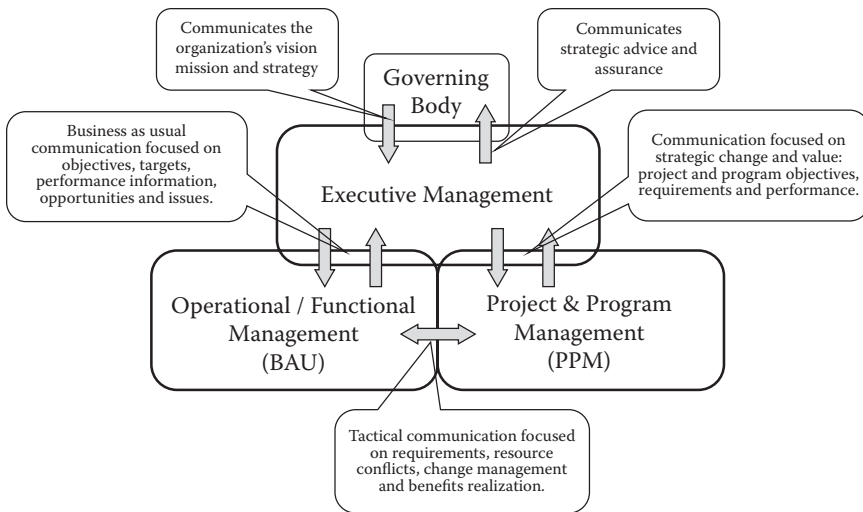 Communicates the
organization’s vision
mission and strategy
Communicates
strategic advice and
assurance
Governing
Body
Business as usual
communication focused on
objectives, targets,
performance information,
opportunities and issues.
Communication focused on
strategic change and value:
project and program objectives,
requirements and performance.
Executive Management
Operational / Functional
Management
(BAU)
Project & Program
Management
(PPM)
Tactical communication focused
on requirements, resource
conflicts, change management
and benefits realization.